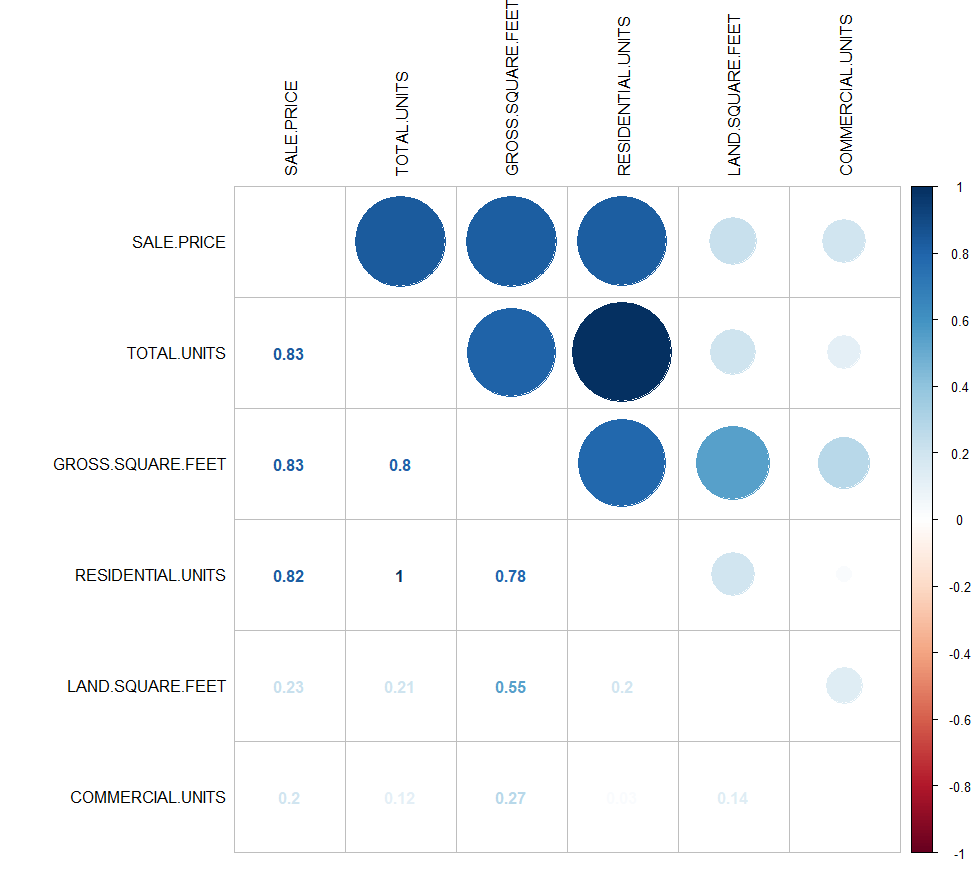 SALE.PRICE
TOTAL.UNITS
GROSS.SQUARE.FEET
RESIDENTIAL.UNITS
LAND.SQUARE.FEET
COMMERCIAL.UNITS
SALE.PRICE
TOTAL.UNITS 0.83
GROSS.SQUARE.FEET 0.83 0.8
RESIDENTIAL.UNITS 0.82 1 0.78
LAND.SQUARE.FEET 0.23 0.21 0.55 0.2
COMMERCIAL.UNITS 0.2 0.12 0.27 0.03 0.14
1
0.8
0.6
0.4
0.2
0
-0.2
-0.4
-0.6
-0.8
-1